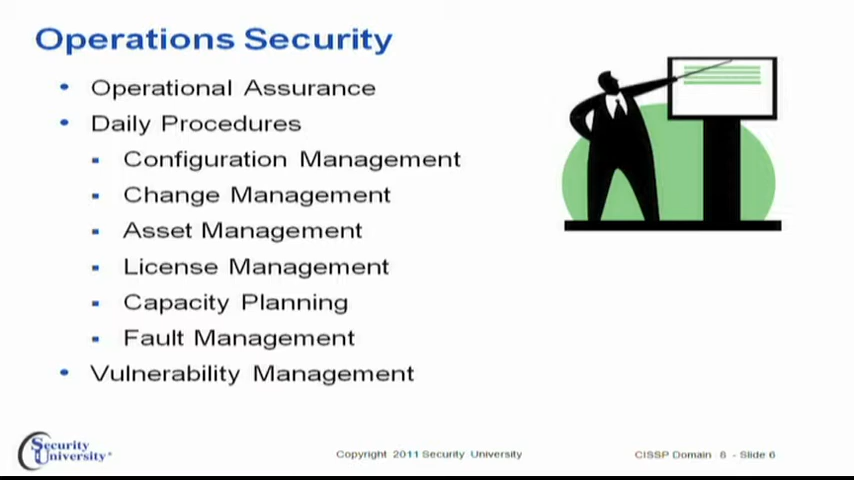 Operations Security
• Operational Assurance
• Daily Procedures
▪ Configuration Management
▪ Change Management
▪ Asset Management
▪ License Management
▪ Capacity Planning
▪ Fault Management
• Vulnerability Management
Security
University
Copyright 2011 Security University
CISSP Domain 6 - Slide 6